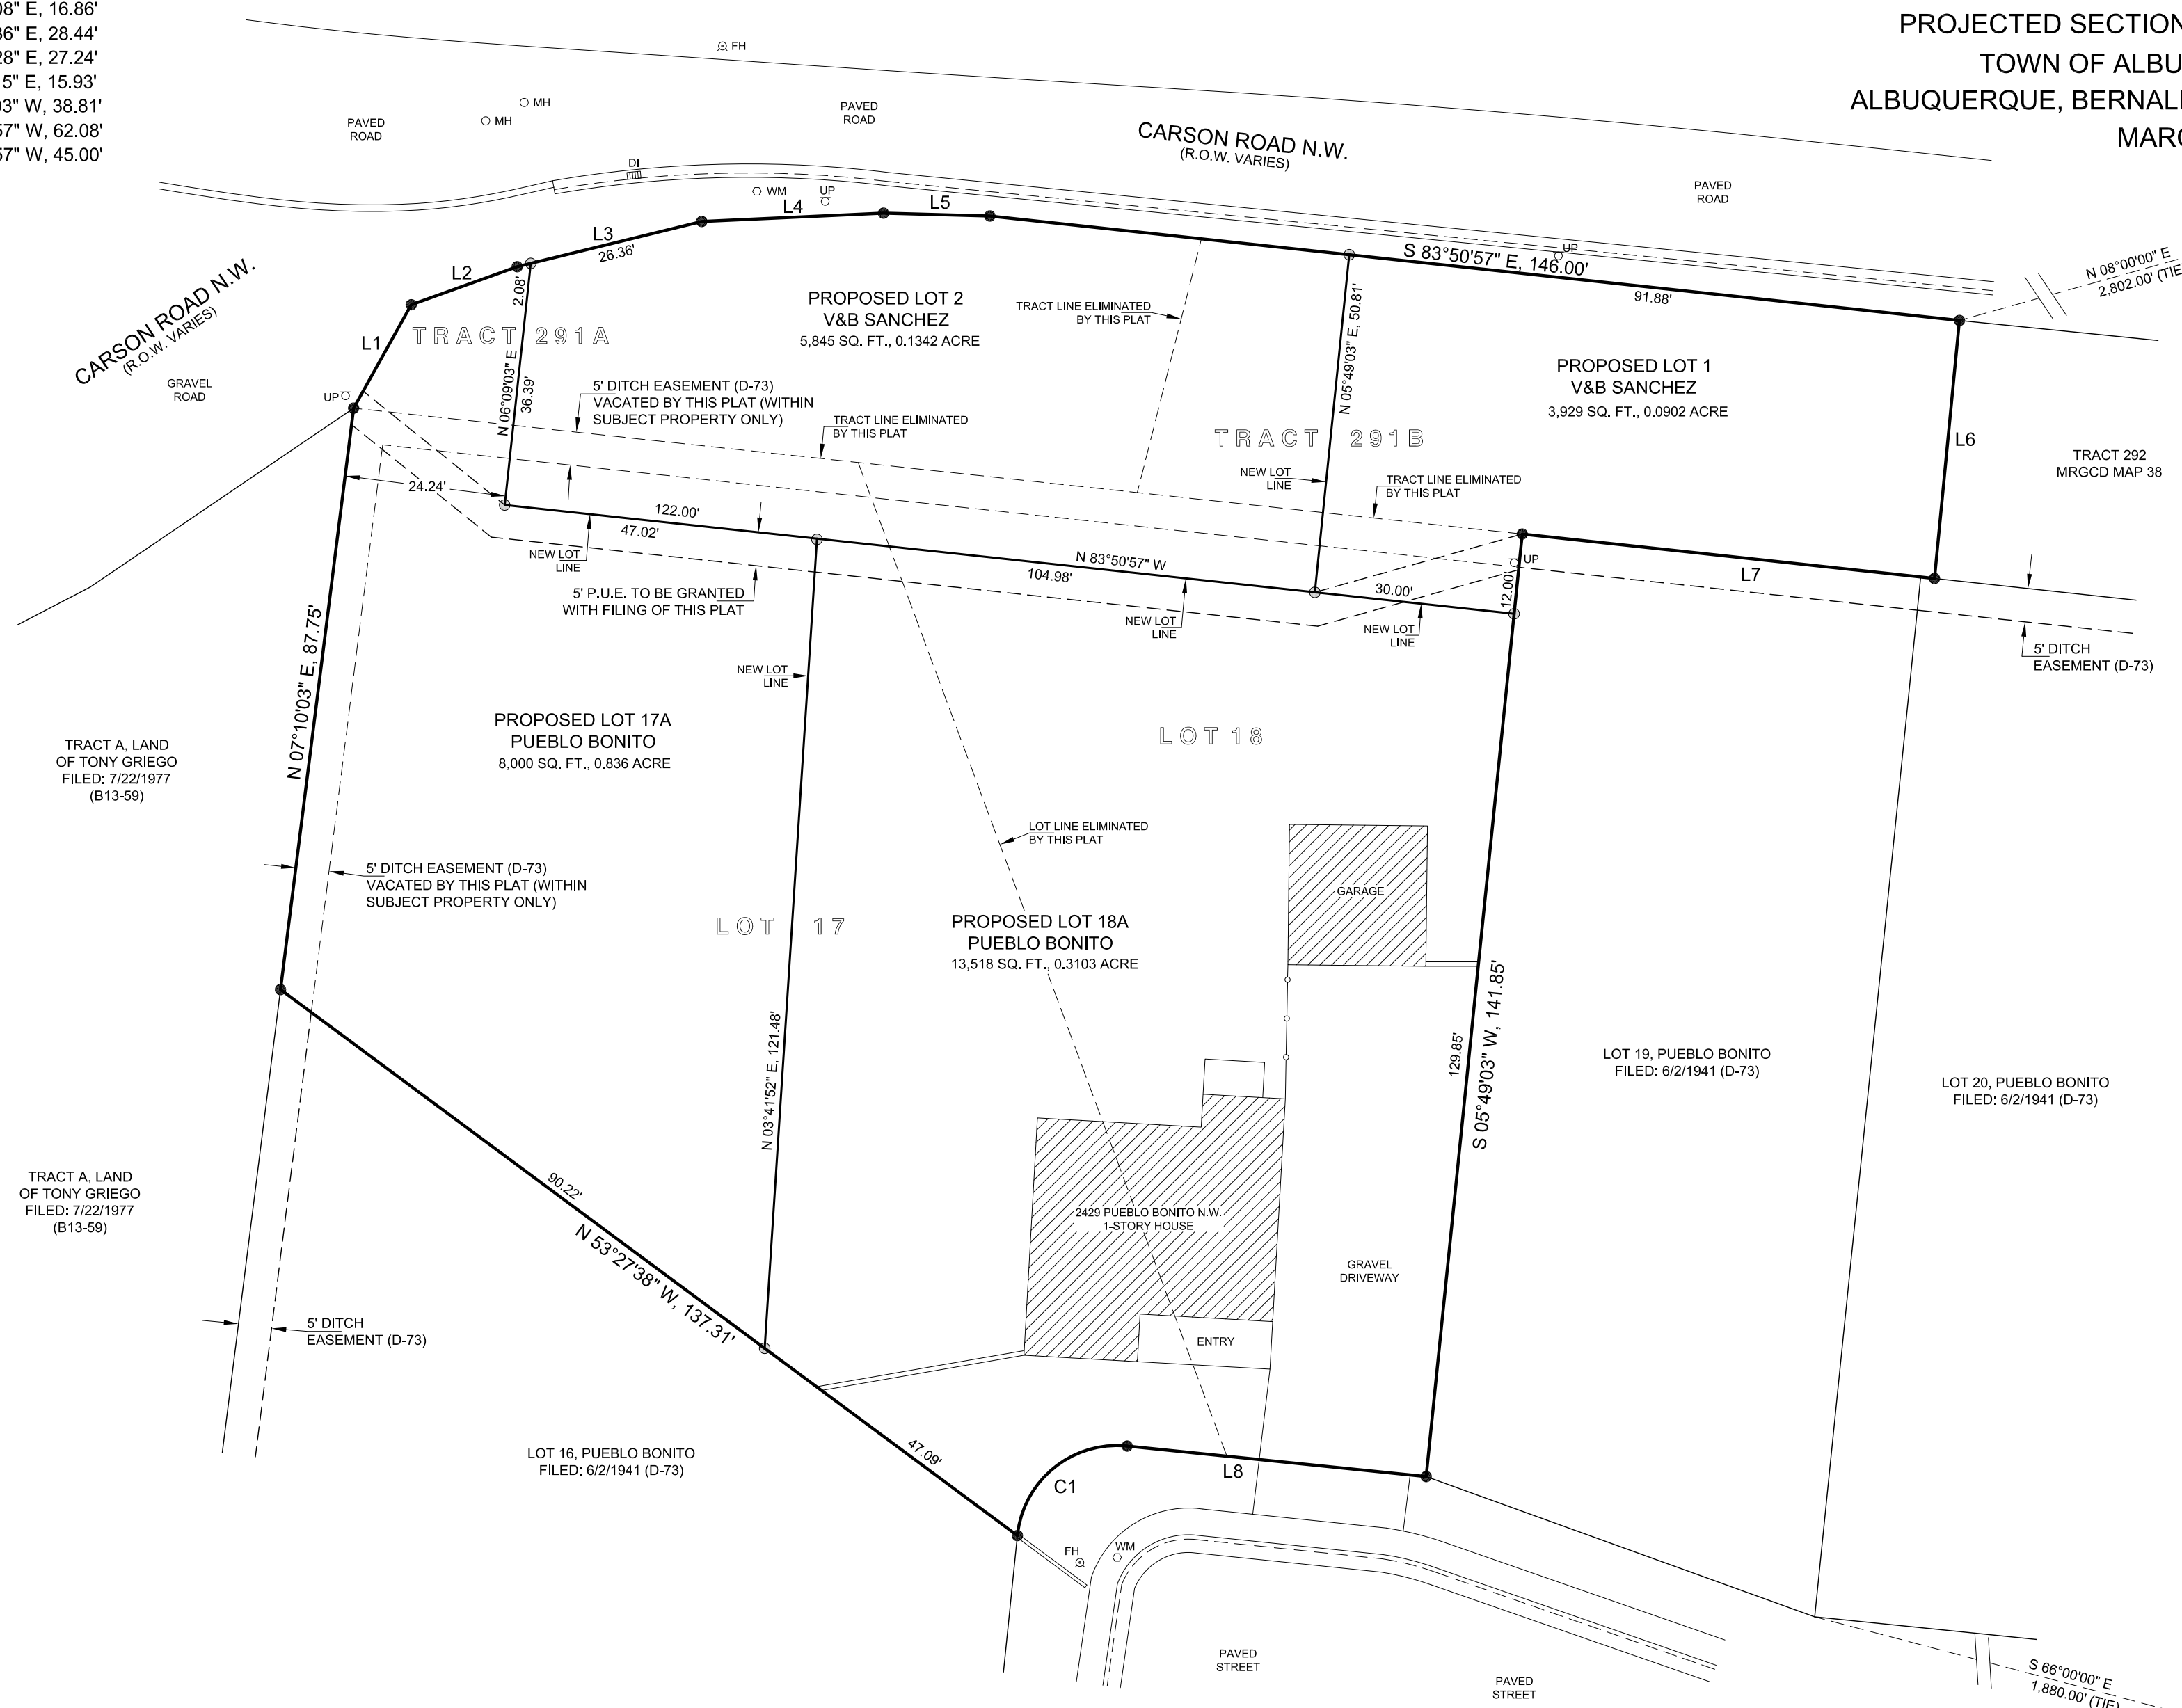 08" E, 16.86'
36" E, 28.44'
28" E, 27.24'
15" E, 15.93'
03" W, 38.81'
57" W, 62.08'
57" W, 45.00'
PROJECTED SECTION
TOWN OF ALBU
ALBUQUERQUE, BERNALI
MARC
FH
MH
MH
PAVED
ROAD
PAVED
ROAD
CARSON ROAD N.W.
(R.O.W. VARIES)
PAVED
ROAD
DI
WM
UP
L4
L5
L3
26.36'
L2
L1
CARSON ROAD N.W.
(R.O.W. VARIES)
GRAVEL
ROAD
UP
S 83°50'57" E, 146.00'
UP
91.88'
N 08°00'00" E
2,802.00' (TIE
2.08'
N 06°09'03" E
36.39'
TRACT 291A
PROPOSED LOT 2
V&B SANCHEZ
5,845 SQ. FT., 0.1342 ACRE
TRACT LINE ELIMINATED
BY THIS PLAT
N 05°49'03" E, 50.81'
PROPOSED LOT 1
V&B SANCHEZ
3,929 SQ. FT., 0.0902 ACRE
L6
TRACT 292
MRGCD MAP 38
5' DITCH EASEMENT (D-73)
VACATED BY THIS PLAT (WITHIN
SUBJECT PROPERTY ONLY)
TRACT LINE ELIMINATED
BY THIS PLAT
TRACT 291B
NEW LOT
LINE
TRACT LINE ELIMINATED
BY THIS PLAT
24.24'
122.00'
47.02'
NEW LOT
LINE
N 83°50'57" W
104.98'
5' P.U.E. TO BE GRANTED
WITH FILING OF THIS PLAT
NEW LOT
LINE
30.00'
NEW LOT
LINE
12.00'
UP
L7
5' DITCH
EASEMENT (D-73)
N 07°10'03" E, 87.75'
NEW LOT
LINE
PROPOSED LOT 17A
PUEBLO BONITO
8,000 SQ. FT., 0.836 ACRE
TRACT A, LAND
OF TONY GRIEGO
FILED: 7/22/1977
(B13-59)
LOT 18
LOT LINE ELIMINATED
BY THIS PLAT
5' DITCH EASEMENT (D-73)
VACATED BY THIS PLAT (WITHIN
SUBJECT PROPERTY ONLY)
GARAGE
LOT 17
PROPOSED LOT 18A
PUEBLO BONITO
13,518 SQ. FT., 0.3103 ACRE
N 03°41'52" E, 121.48'
129.85'
S 05°49'03" W, 141.85'
LOT 19, PUEBLO BONITO
FILED: 6/2/1941 (D-73)
LOT 20, PUEBLO BONITO
FILED: 6/2/1941 (D-73)
TRACT A, LAND
OF TONY GRIEGO
FILED: 7/22/1977
(B13-59)
90.22'
N 53°27'38" W, 137.31'
2429 PUEBLO BONITO N.W.
1-STORY HOUSE
GRAVEL
DRIVEWAY
5' DITCH
EASEMENT (D-73)
ENTRY
LOT 16, PUEBLO BONITO
FILED: 6/2/1941 (D-73)
47.09'
C1
L8
FH
WM
PAVED
STREET
PAVED
STREET
S 66°00'00" E
1,880.00' (TIE)